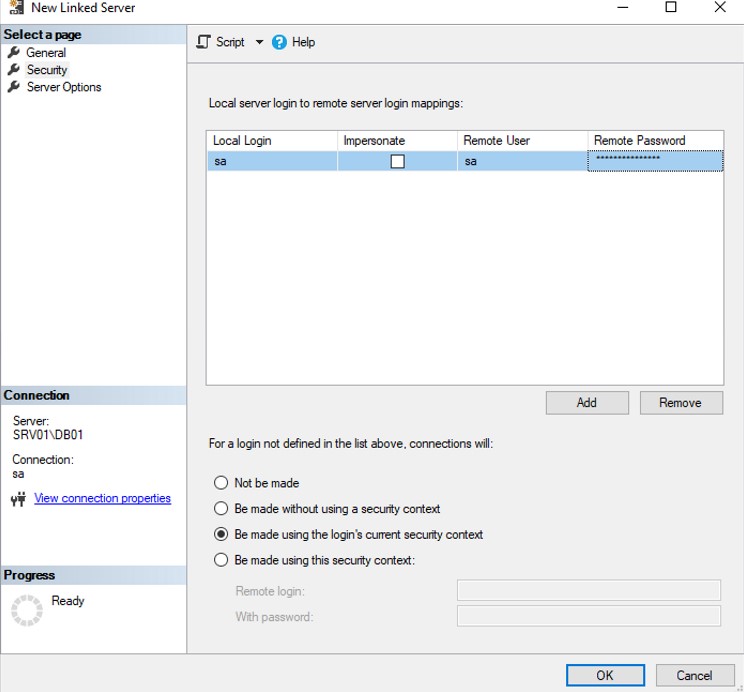 New Linked Server
Select a page
General
Security
Server Options
Script
Help
Local server login to remote server login mappings:
Local Login Impersonate Remote User Remote Password
sa sa ***************
Add Remove
Connection
Server:
SRV01\DB01
Connection:
sa
View connection properties
Progress
Ready
For a login not defined in the list above, connections will:
Not be made
Be made without using a security context
Be made using the login's current security context
Be made using this security context:
Remote login:
With password:
OK Cancel